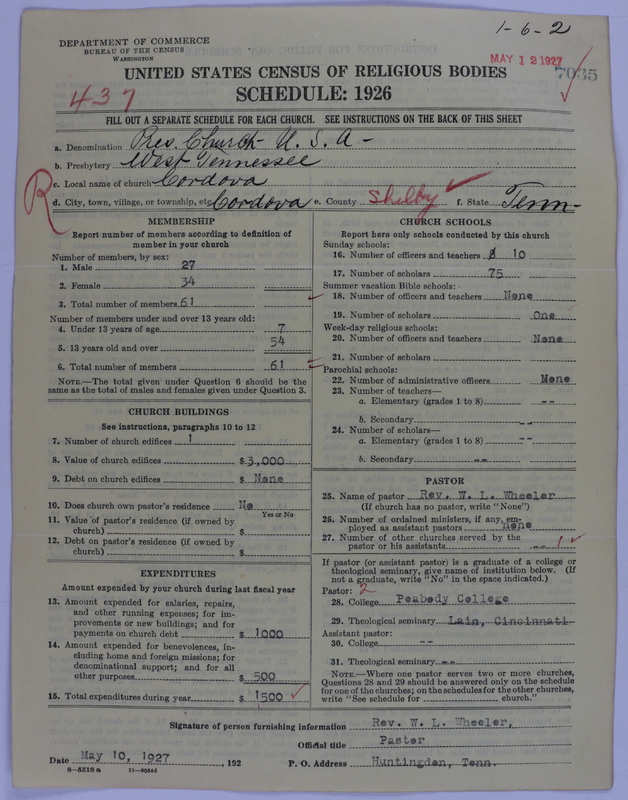 1-6-2
DEPARTMENT OF COMMERCE
BUREAU OF THE CENSUS
WASHINGTON
MAY 12 1927
7035
UNITED STATES CENSUS OF RELIGIOUS BODIES
437
SCHEDULE: 1926
FILL OUT A SEPARATE SCHEDULE FOR EACH CHURCH. SEE INSTRUCTIONS ON THE BACK OF THIS SHEET
a. Denomination Pres. Church U.S.A-
b. Presbytery West Tennessee
R c. Local name of church Cordova
d. City, town, village, or township, etc. Cordova e. County Shelby f. State Tenn-
MEMBERSHIP
Report number of members according to definition of
member in your church
Number of members, by sex:
1. Male 27
2. Female 34
3. Total number of members 61
Number of members under and over 13 years old:
4. Under 13 years of age 7
5. 13 years old and over 54
6. Total number of members 61
NOTE.—The total given under Question 6 should be the
same as the total of males and females given under Question 3.
CHURCH BUILDINGS
See instructions, paragraphs 10 to 12
7. Number of church edifices 1
8. Value of church edifices $3,000
9. Debt on church edifices $ None
10. Does church own pastor's residence No
Yes or No
11. Value of pastor's residence (if owned by
church) $
12. Debt on pastor's residence (if owned by
church) $
EXPENDITURES
Amount expended by your church during last fiscal year
13. Amount expended for salaries, repairs,
and other running expenses; for im-
provements or new buildings; and for
payments on church debt $ 1000
14. Amount expended for benevolences, in-
cluding home and foreign missions; for
denominational support; and for all
other purposes $ 500
15. Total expenditures during year $ 1500
CHURCH SCHOOLS
Report here only schools conducted by this church
Sunday schools:
16. Number of officers and teachers 10
17. Number of scholars 75
Summer vacation Bible schools:
18. Number of officers and teachers None
19. Number of scholars One
Week-day religious schools:
20. Number of officers and teachers None
21. Number of scholars
Parochial schools:
22. Number of administrative officers None
23. Number of teachers—
a. Elementary (grades 1 to 8) --
b. Secondary --
24. Number of scholars—
a. Elementary (grades 1 to 8) --
b. Secondary --
PASTOR
25. Name of pastor Rev. W. L. Wheeler
(If church has no pastor, write "None")
26. Number of ordained ministers, if any, em-
ployed as assistant pastors none
27. Number of other churches served by the
pastor or his assistants -- 1
If pastor (or assistant pastor) is a graduate of a college or
theological seminary, give name of institution below. (If
not a graduate, write "No" in the space indicated.)
Pastor: 2
28. College Peabody College
29. Theological seminary Lain, Cincinnati
Assistant pastor:
30. College --
31. Theological seminary --
NOTE.—Where one pastor serves two or more churches,
Questions 28 and 29 should be answered only on the schedule
for one of the churches; on the schedules for the other churches,
write "See schedule for church."
Signature of person furnishing information Rev. W. L. Wheeler,
Official title Pastor
Date May 10, 1927, 192 P. O. Address Huntingdon, Tenn.
8-5518 a